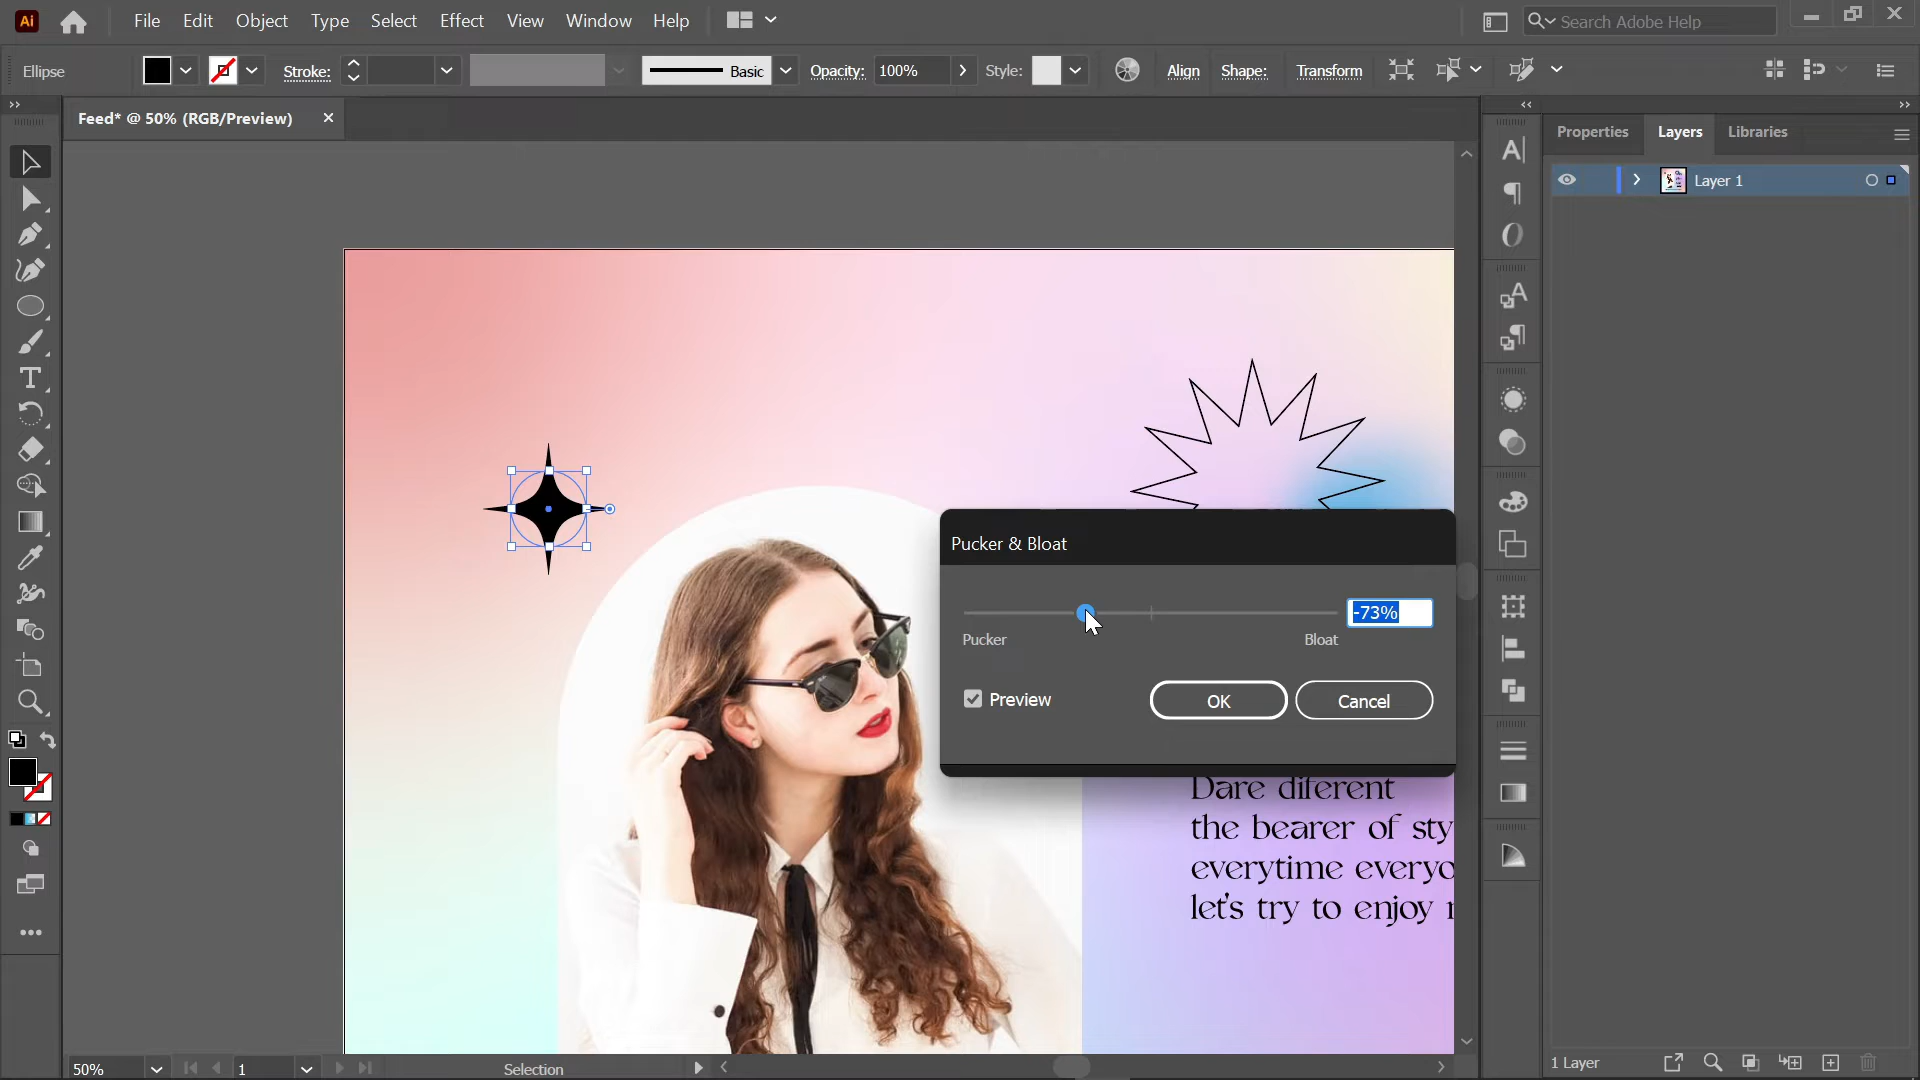 Ai File Edit Object Type Select Effect View Window Help Search Adobe Help
Ellipse Stroke: Basic Opacity: 100% Style: Align Shape: Transform
Feed* @ 50% (RGB/Preview)
Properties Layers Libraries
Layer 1
Pucker & Bloat
-73%
Pucker Bloat
Preview OK Cancel
Dare diferent
the bearer of sty
everytime everyo
let's try to enjoy
50% 1 Selection
1 Layer